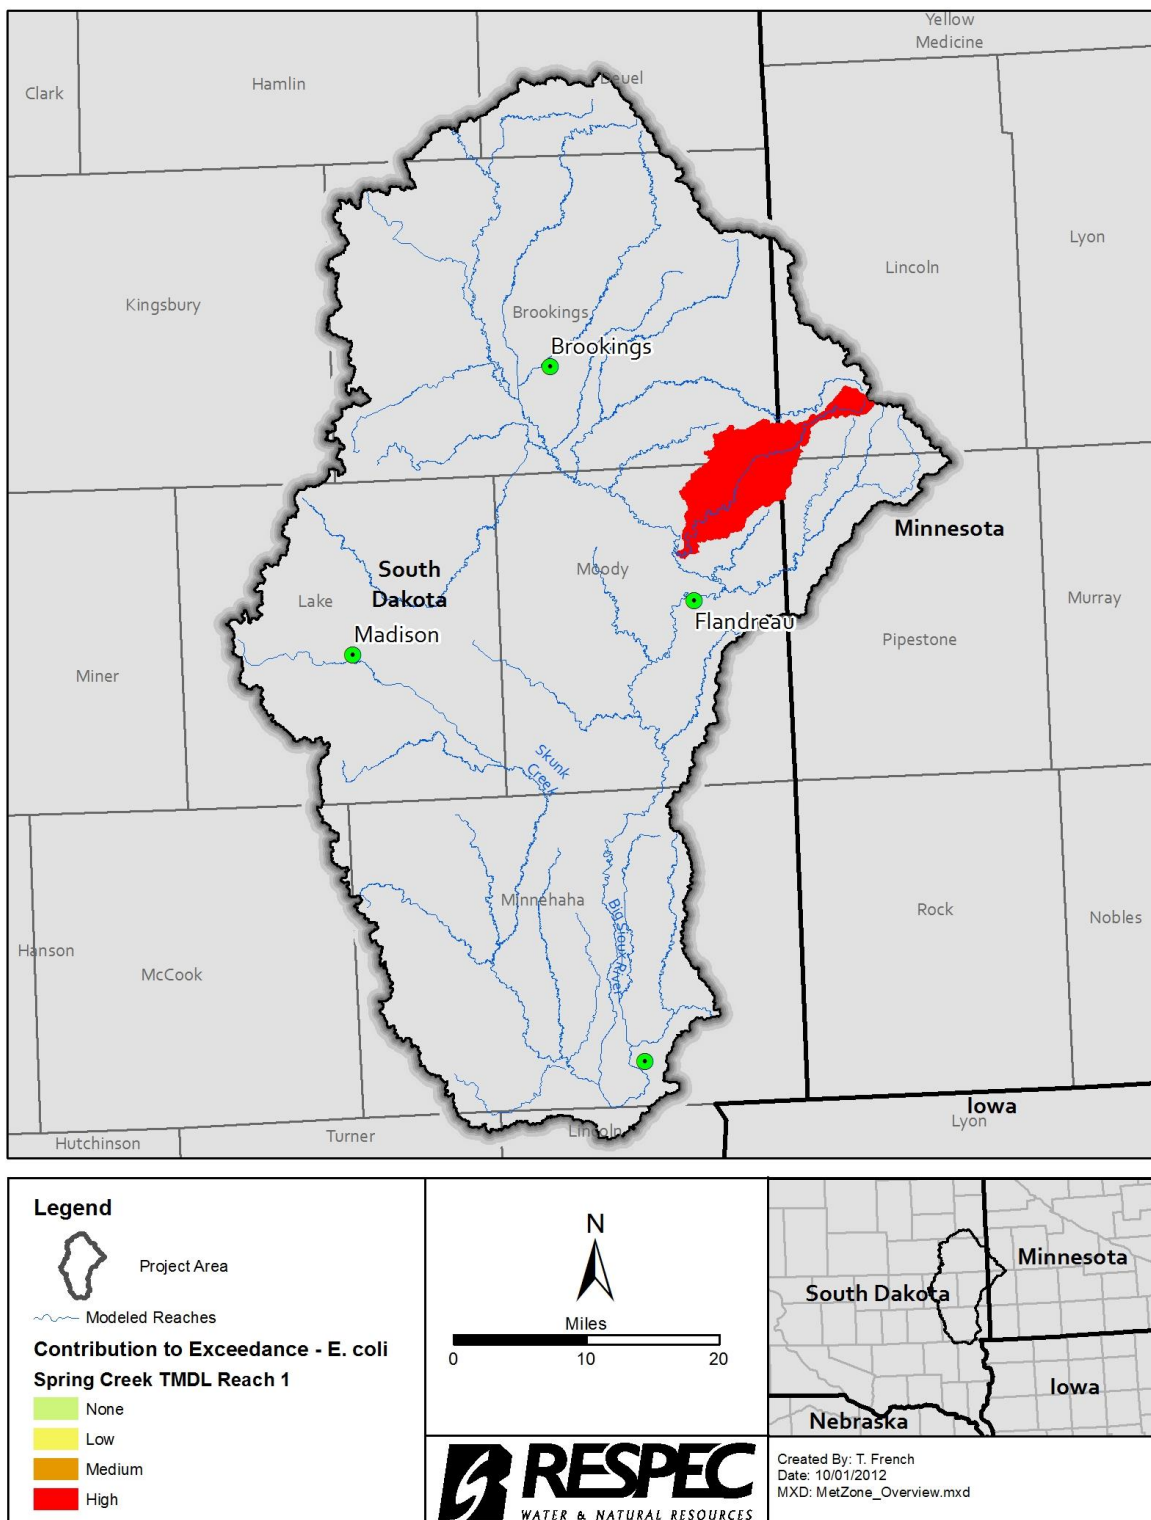 Yellow
Medicine
Clark
Hamlin
Deuel
Lyon
Lincoln
Kingsbury
Brookings
Brookings
Minnesota
South
Dakota
Moody
Lake
Murray
Flandreau
Madison
Pipestone
Miner
Skunk
Creek
Minnehaha
Big Sioux River
Rock
Nobles
Hanson
McCook
Iowa
Lyon
Turner
Lincoln
Hutchinson
Legend
Project Area
Modeled Reaches
Contribution to Exceedance - E. coli
Spring Creek TMDL Reach 1
None
Low
Medium
High
N
Miles
0 10 20
RESPEC
WATER & NATURAL RESOURCES
Minnesota
South Dakota
Iowa
Nebraska
Created By: T. French
Date: 10/01/2012
MXD: MetZone_Overview.mxd